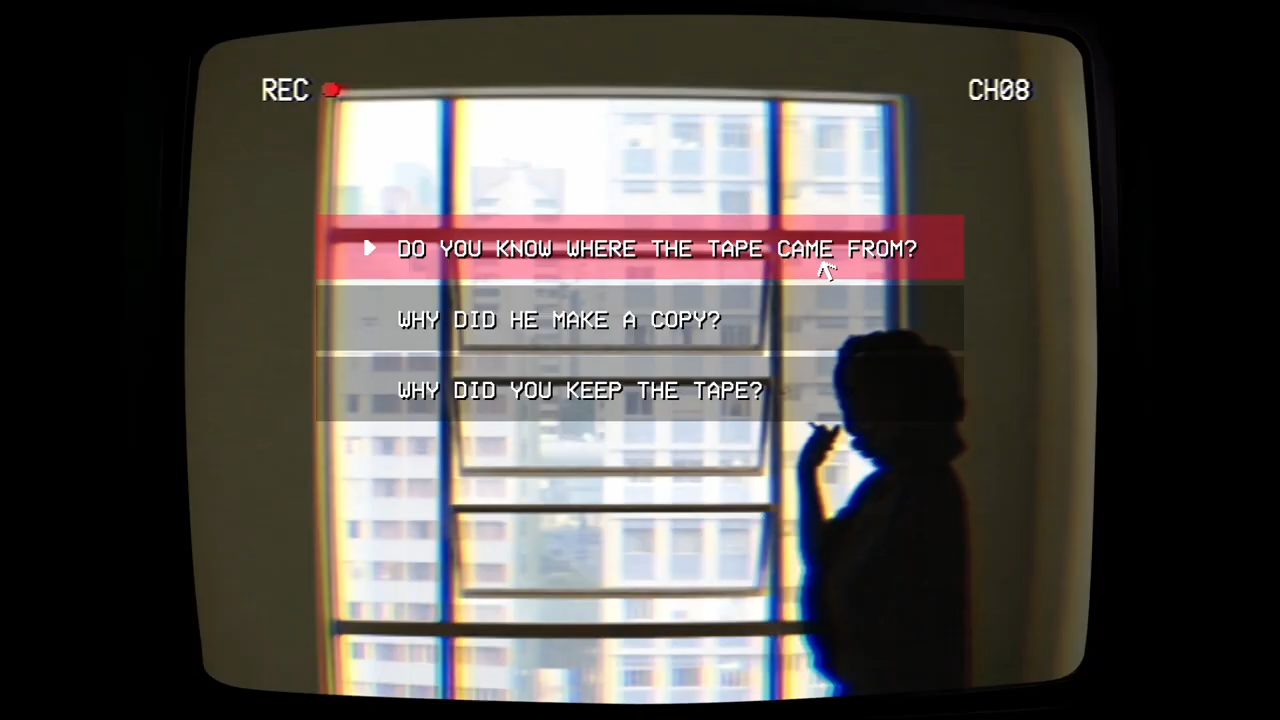 REC CH08
DO YOU KNOW WHERE THE TAPE CAME FROM?
WHY DID HE MAKE A COPY?
WHY DID YOU KEEP THE TAPE?